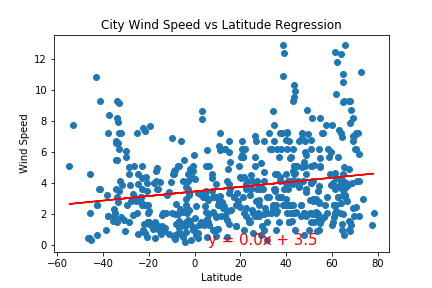 City Wind Speed vs Latitude Regression
Wind Speed
12
10
8
6
4
2
0
y = 0.0x + 3.5
−60 −40 −20 0 20 40 60 80
Latitude